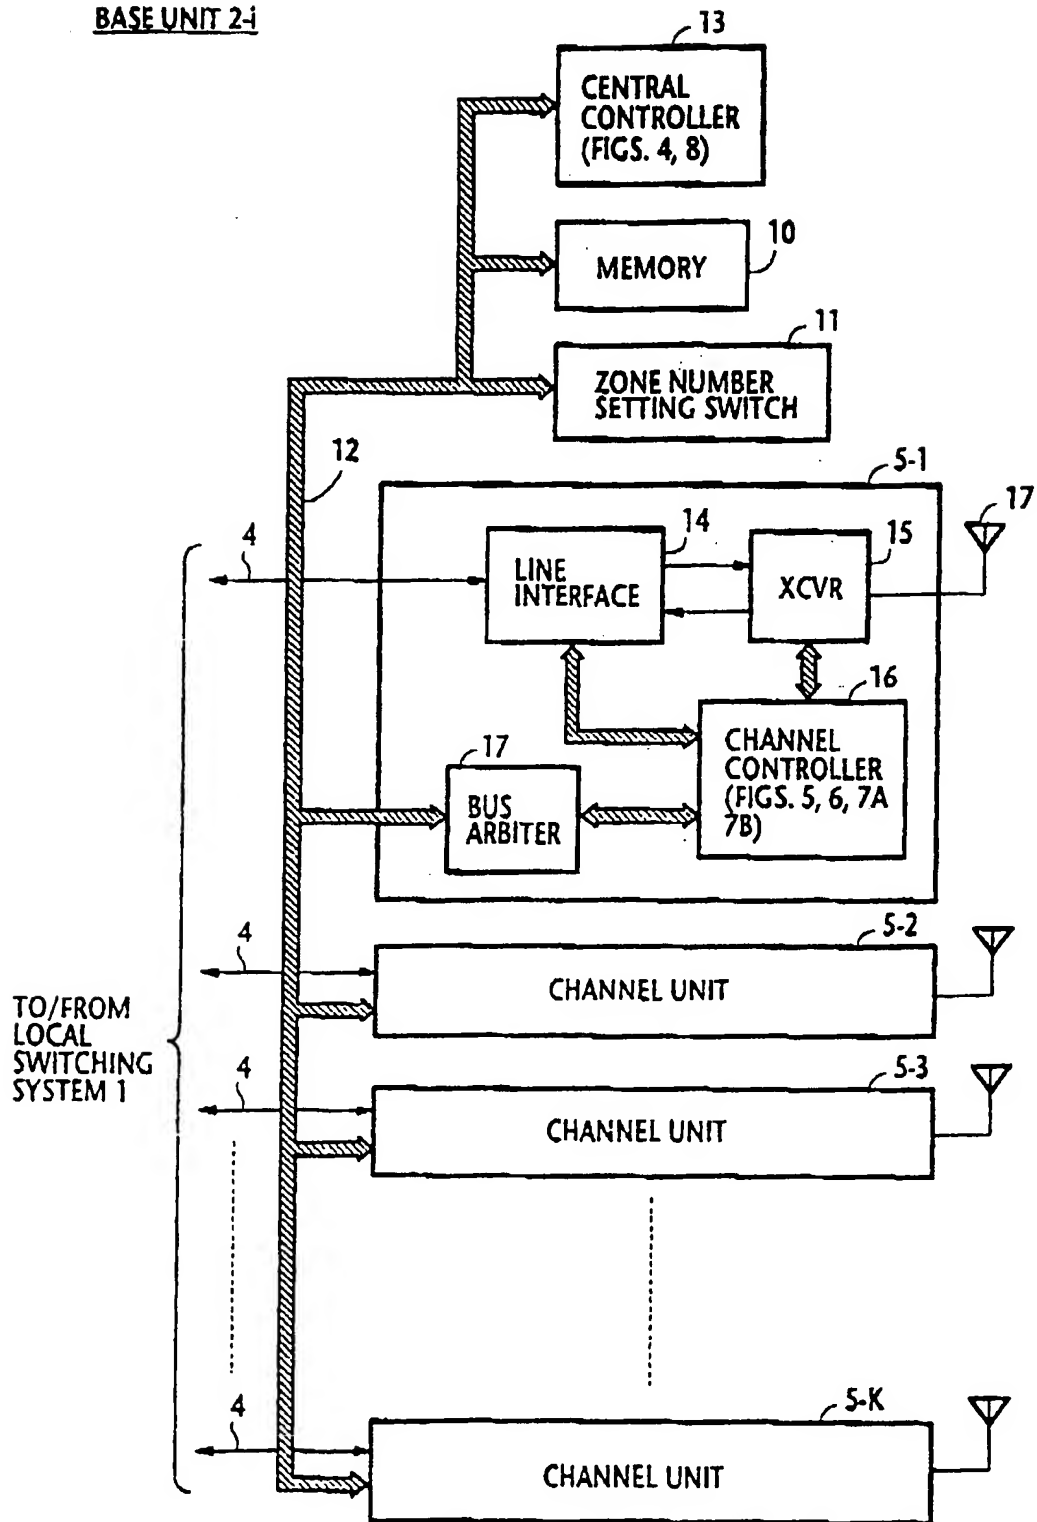 BASE UNIT 2-i
13
CENTRAL
CONTROLLER
(FIGS. 4, 8)
10
MEMORY
11
ZONE NUMBER
SETTING SWITCH
12
5-1
17
4
14
LINE
INTERFACE
15
XCVR
16
CHANNEL
CONTROLLER
(FIGS. 5, 6, 7A
7B)
17
BUS
ARBITER
4
5-2
CHANNEL UNIT
TO/FROM
LOCAL
SWITCHING
SYSTEM 1
4
5-3
CHANNEL UNIT
4
5-K
CHANNEL UNIT